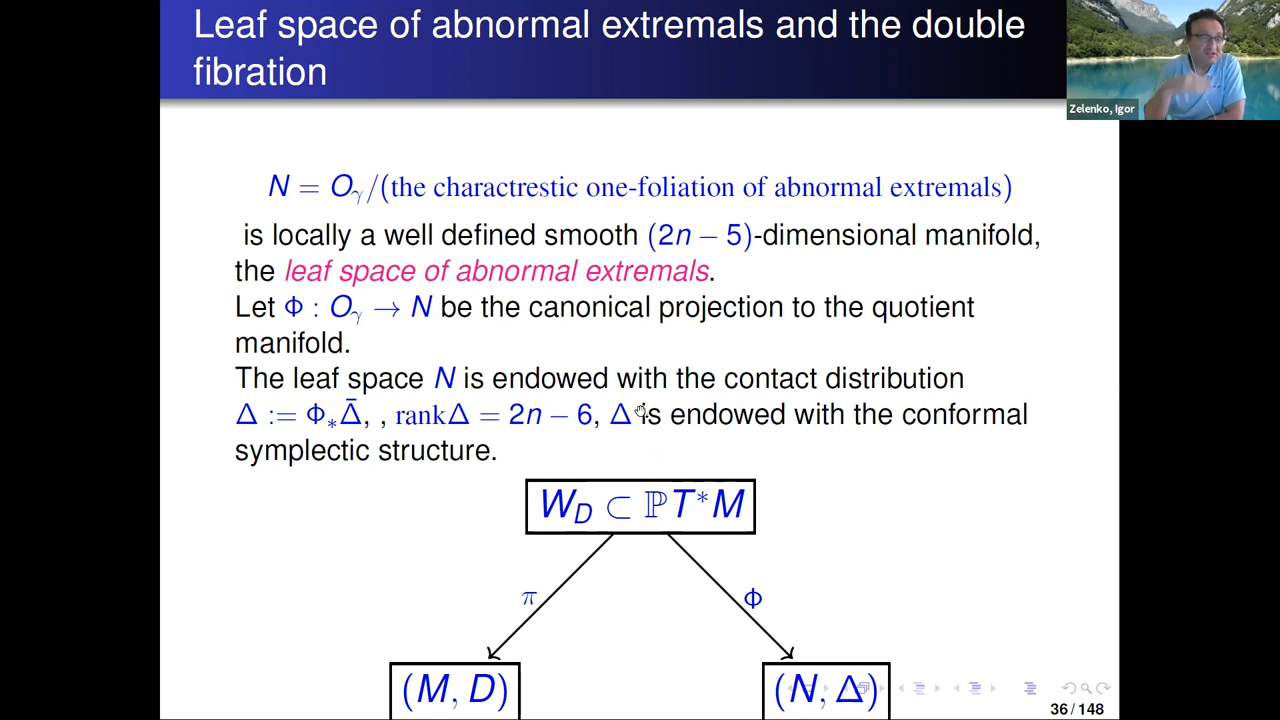 Leaf space of abnormal extremals and the double
fibration
Zelenko, Igor
N = Oγ/(the charactrestic one-foliation of abnormal extremals)
is locally a well defined smooth (2n − 5)-dimensional manifold,
the leaf space of abnormal extremals.
Let Φ : Oγ → N be the canonical projection to the quotient
manifold.
The leaf space N is endowed with the contact distribution
Δ := Φ∗Δ̄, , rankΔ = 2n − 6, Δ is endowed with the conformal
symplectic structure.
W_D ⊂ ℙT*M
π Φ
(M, D) (N, Δ)
36 / 148